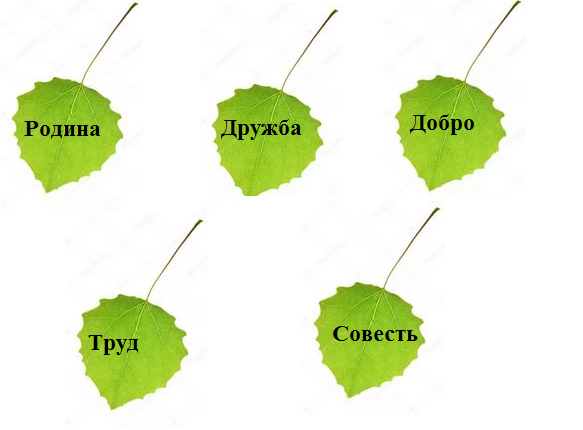 Родина
Дружба
Добро
Труд
Совесть